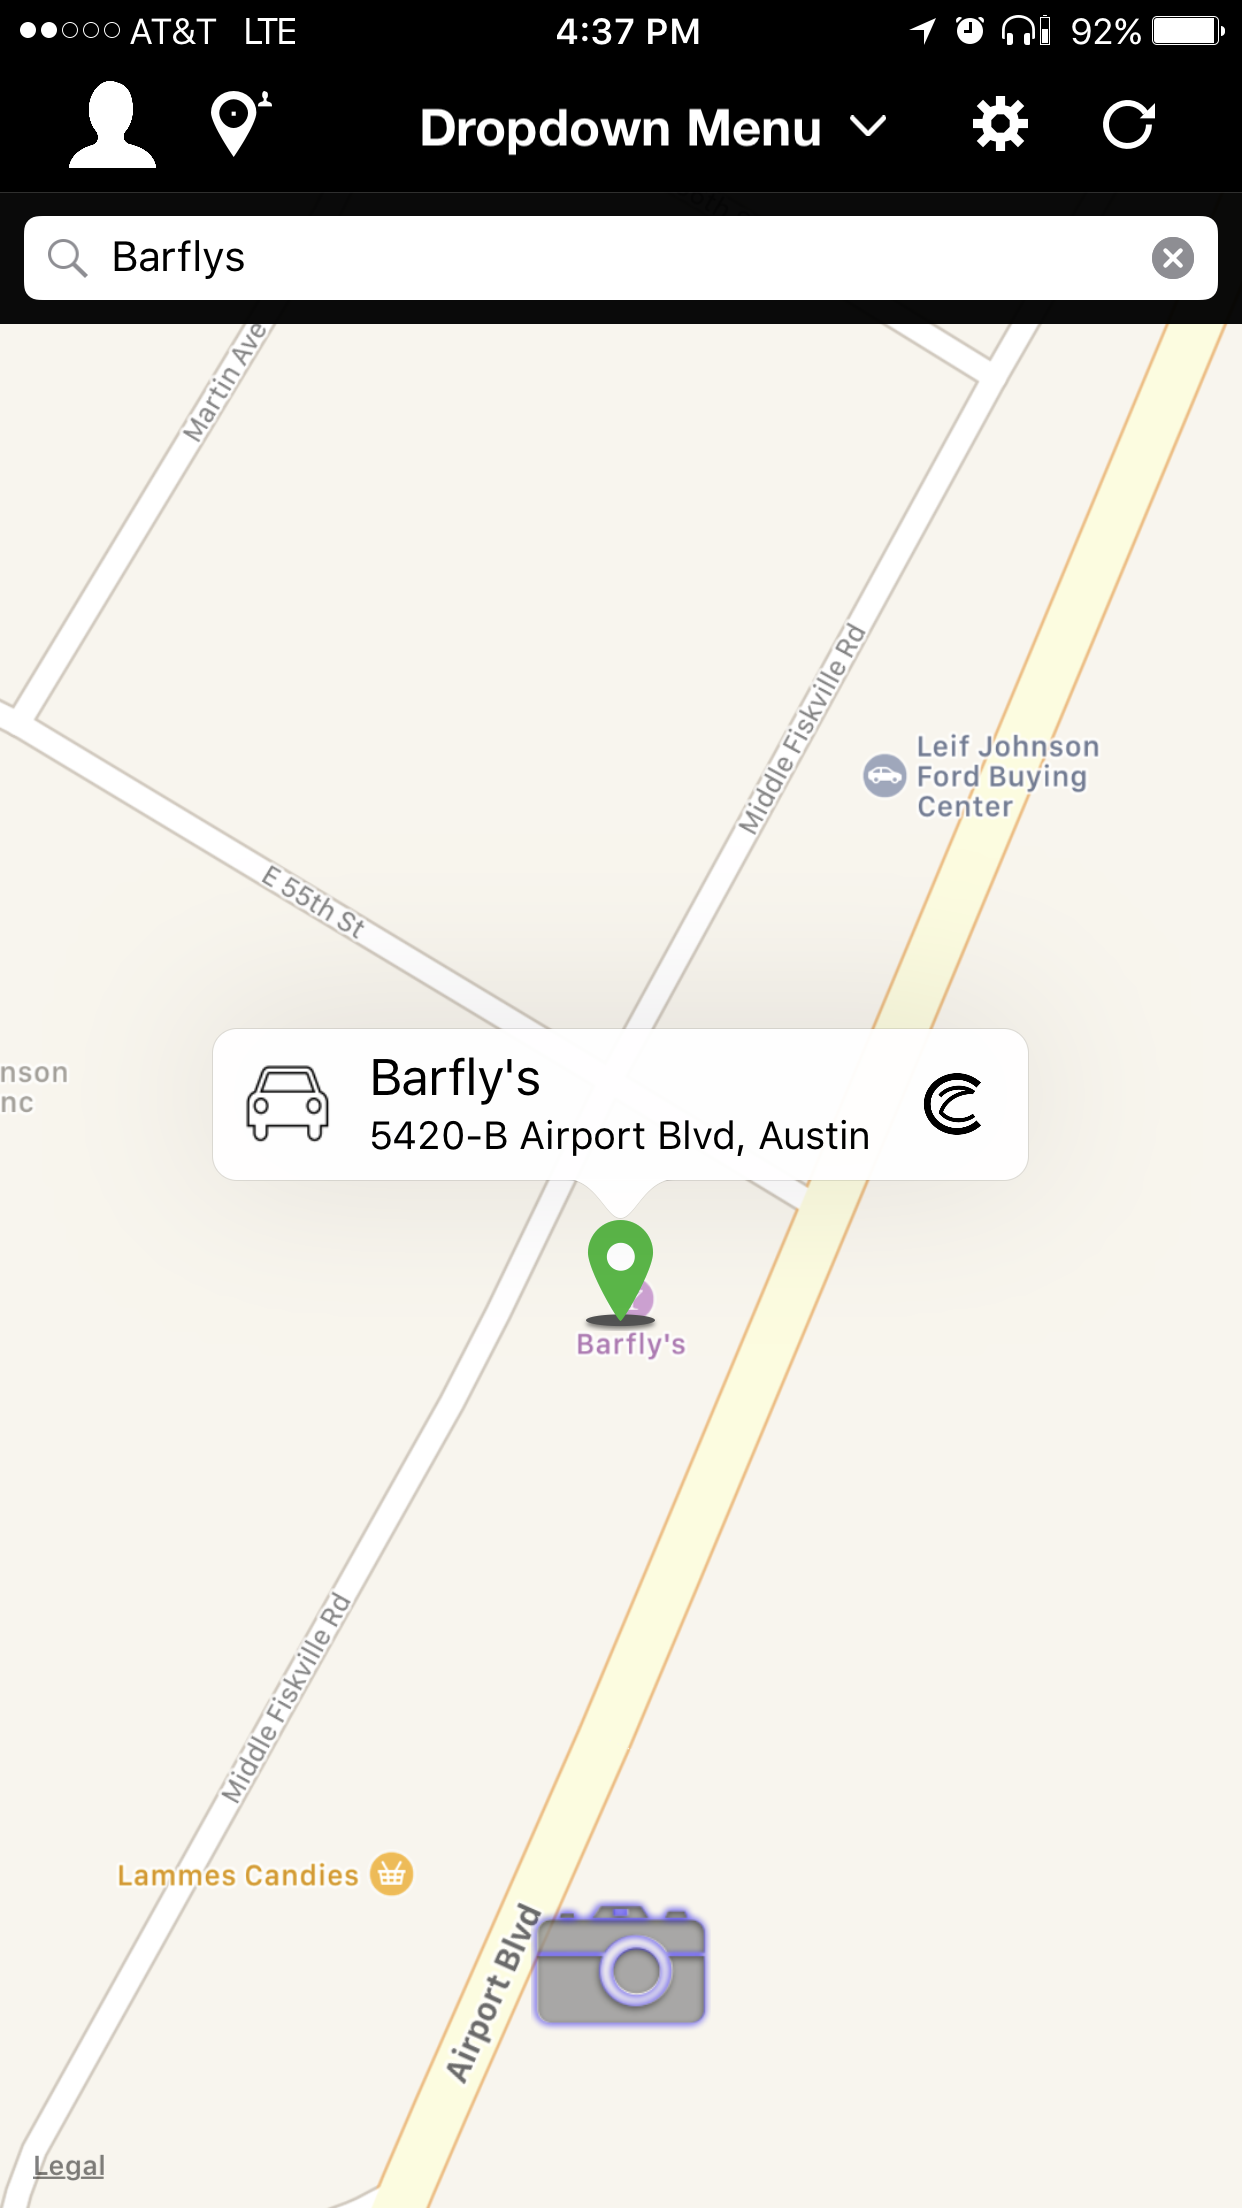 AT&T LTE 4:37 PM 92%
Dropdown Menu
Barflys
Martin Ave
Middle Fiskville Rd
Leif Johnson
Ford Buying
Center
E 55th St
nson
nc
Barfly's
5420-B Airport Blvd, Austin
Barfly's
Middle Fiskville Rd
Lammes Candies
Airport Blvd
Legal